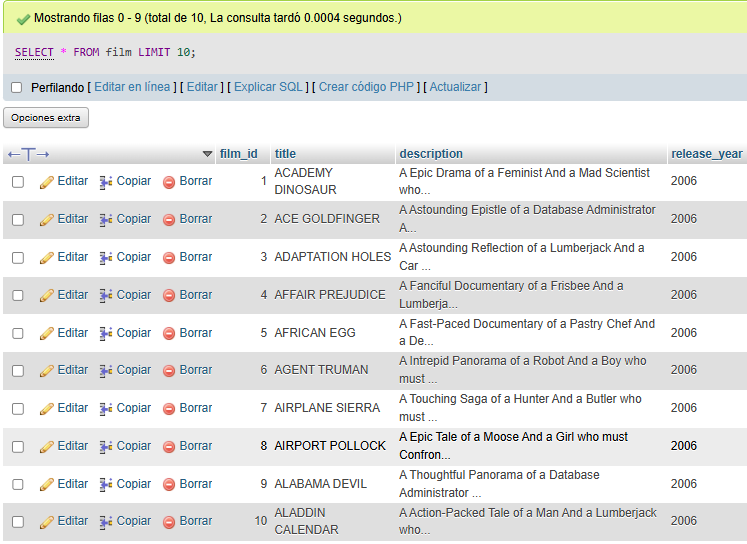 Mostrando filas 0 - 9 (total de 10, La consulta tardó 0.0004 segundos.)
SELECT * FROM film LIMIT 10;
Perfilando [ Editar en línea ] [ Editar ] [ Explicar SQL ] [ Crear código PHP ] [ Actualizar ]
Opciones extra
←T→ film_id title description release_year
Editar Copiar Borrar 1 ACADEMY DINOSAUR A Epic Drama of a Feminist And a Mad Scientist who... 2006
Editar Copiar Borrar 2 ACE GOLDFINGER A Astounding Epistle of a Database Administrator A... 2006
Editar Copiar Borrar 3 ADAPTATION HOLES A Astounding Reflection of a Lumberjack And a Car ... 2006
Editar Copiar Borrar 4 AFFAIR PREJUDICE A Fanciful Documentary of a Frisbee And a Lumberja... 2006
Editar Copiar Borrar 5 AFRICAN EGG A Fast-Paced Documentary of a Pastry Chef And a De... 2006
Editar Copiar Borrar 6 AGENT TRUMAN A Intrepid Panorama of a Robot And a Boy who must ... 2006
Editar Copiar Borrar 7 AIRPLANE SIERRA A Touching Saga of a Hunter And a Butler who must ... 2006
Editar Copiar Borrar 8 AIRPORT POLLOCK A Epic Tale of a Moose And a Girl who must Confron... 2006
Editar Copiar Borrar 9 ALABAMA DEVIL A Thoughtful Panorama of a Database Administrator ... 2006
Editar Copiar Borrar 10 ALADDIN CALENDAR A Action-Packed Tale of a Man And a Lumberjack who... 2006